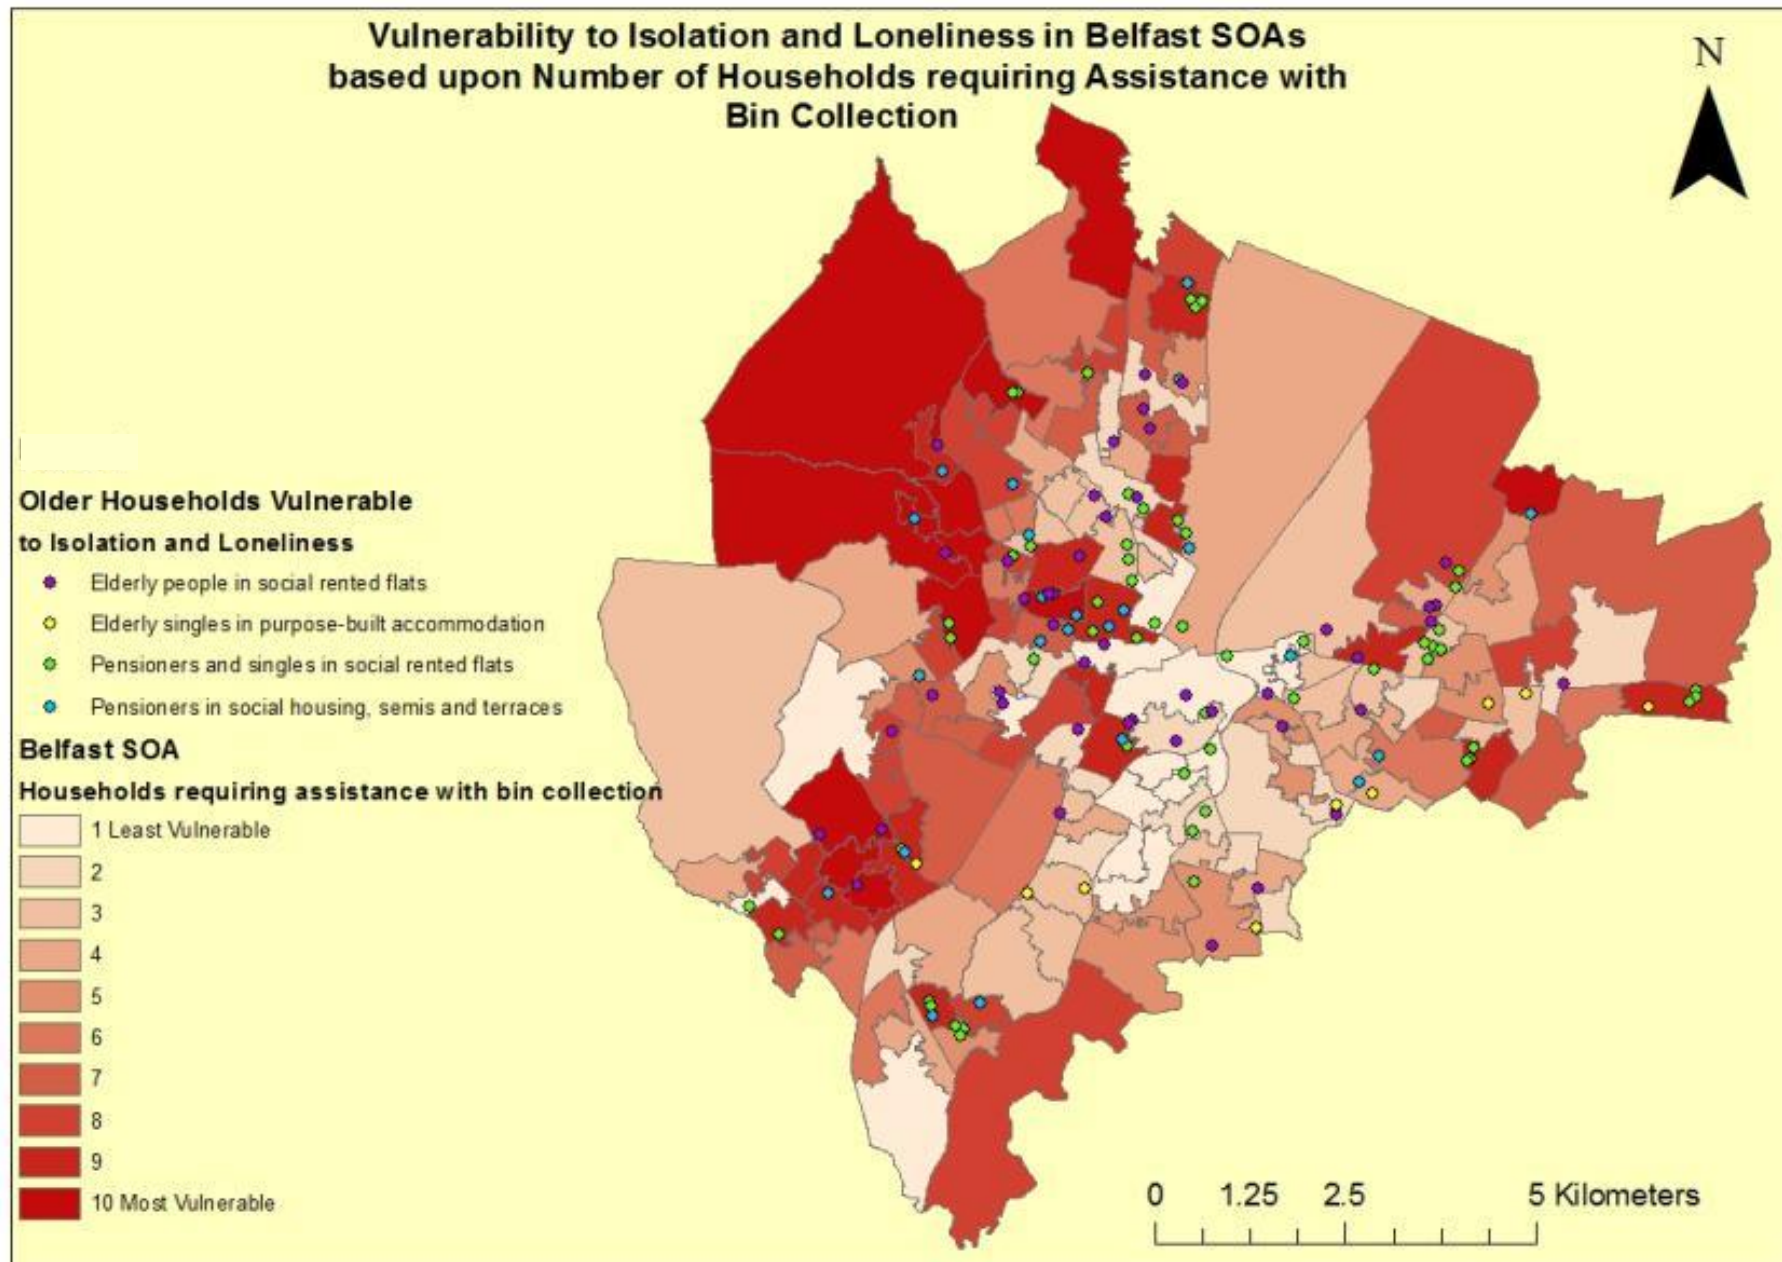 Vulnerability to Isolation and Loneliness in Belfast SOAs
based upon Number of Households requiring Assistance with
Bin Collection
N
Older Households Vulnerable
to Isolation and Loneliness
Elderly people in social rented flats
Elderly singles in purpose-built accommodation
Pensioners and singles in social rented flats
Pensioners in social housing, semis and terraces
Belfast SOA
Households requiring assistance with bin collection
1 Least Vulnerable
2
3
4
5
6
7
8
9
10 Most Vulnerable
0 1.25 2.5 5 Kilometers